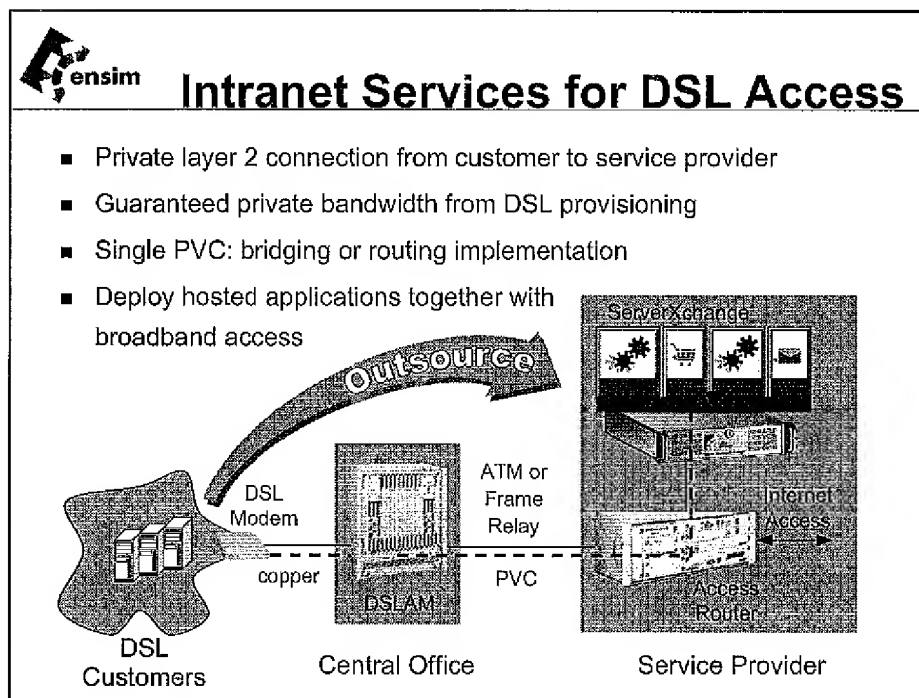 ensim
Intranet Services for DSL Access
■ Private layer 2 connection from customer to service provider
■ Guaranteed private bandwidth from DSL provisioning
■ Single PVC: bridging or routing implementation
■ Deploy hosted applications together with
broadband access
ServerXchange
Outsource
DSL
Modem
ATM or
Frame
Relay
Internet
Access
copper
PVC
DSLAM
Access
Router
DSL
Customers
Central Office
Service Provider